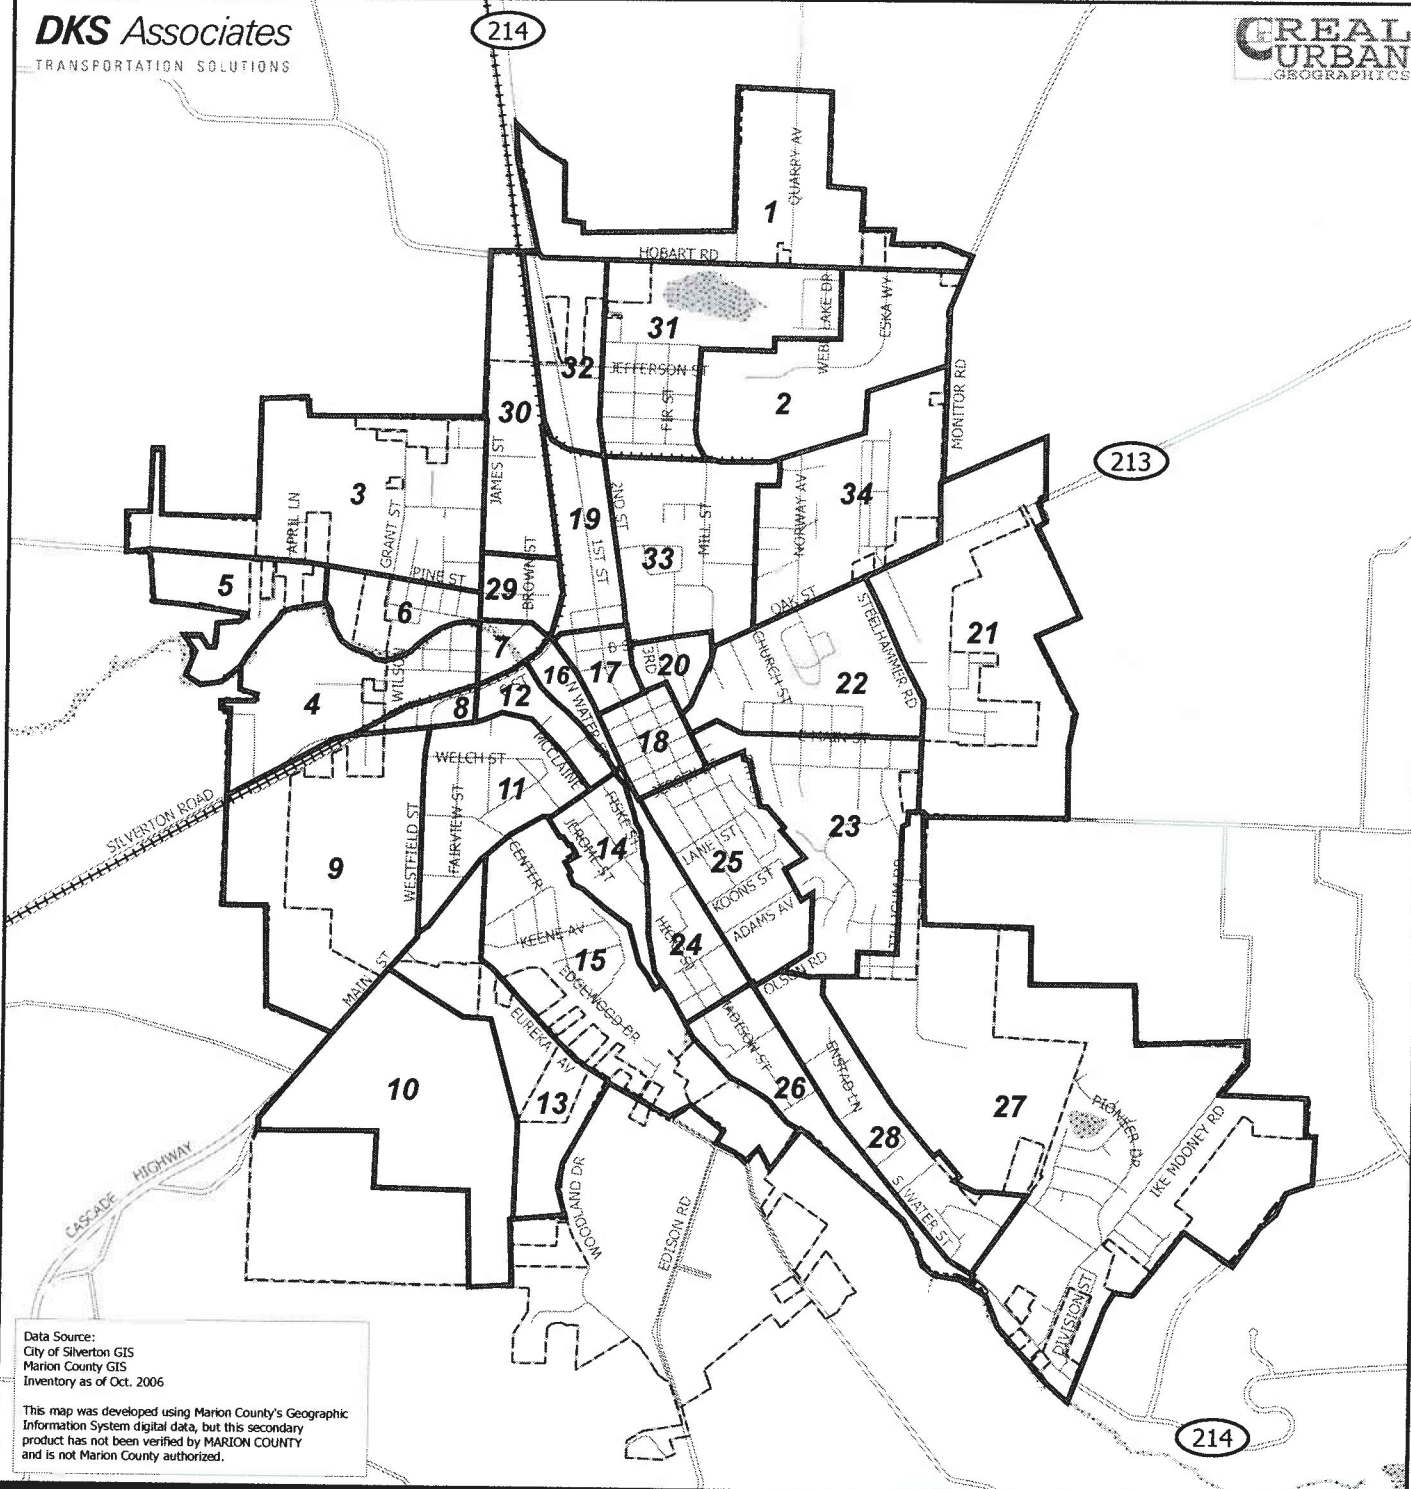 DKS Associates
TRANSPORTATION SOLUTIONS
214
REAL
URBAN
GEOGRAPHICS
QUARRY AV
1
HOBART RD
31
WEBB LAKE DR
ESKA WY
32
JEFFERSON ST
FIR ST
2
MONITOR RD
30
JAMES ST
213
3
APRIL LN
GRANT ST
19
2ND ST
1ST ST
MILL ST
NORWAY AV
34
33
5
PINE ST
29
BROWN ST
6
OAK ST
STEELHAMMER RD
21
7
B
3RD
20
CHURCH ST
16
17
22
4
8
12
N WATER
18
E MAIN ST
SILVERTON ROAD
WELCH ST
MCCLAINE
11
FISKE ST
WESTFIELD ST
FAIRVIEW ST
JEROME ST
14
LANE ST
25
23
9
CENTER
KOONS ST
ADAMS AV
KEENE AV
24
15
MAIN ST
EDGEWOOD DR
OLSON RD
EUREKA AV
MADISON ST
10
13
26
ENSTAD LN
27
PIONEER DR
28
IKE MOONEY RD
CASCADE HIGHWAY
WOODLAND DR
EDISON RD
S WATER ST
DIVISION ST
214
Data Source:
City of Silverton GIS
Marion County GIS
Inventory as of Oct. 2006
This map was developed using Marion County's Geographic
Information System digital data, but this secondary
product has not been verified by MARION COUNTY
and is not Marion County authorized.